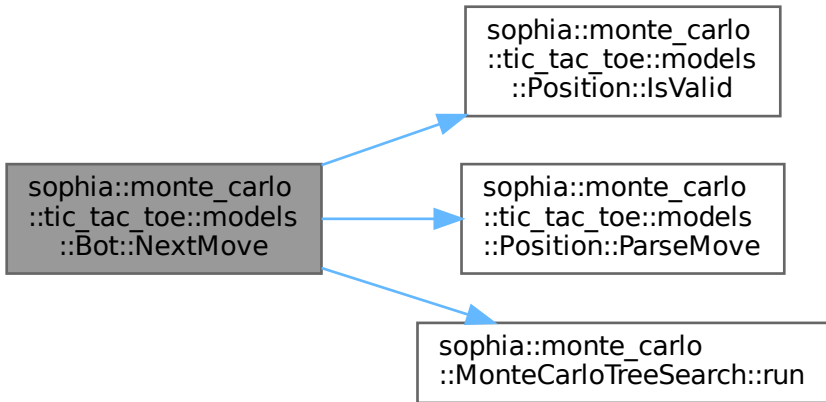 sophia::monte_carlo
::tic_tac_toe::models
::Bot::NextMove
sophia::monte_carlo
::tic_tac_toe::models
::Position::IsValid
sophia::monte_carlo
::tic_tac_toe::models
::Position::ParseMove
sophia::monte_carlo
::MonteCarloTreeSearch::run